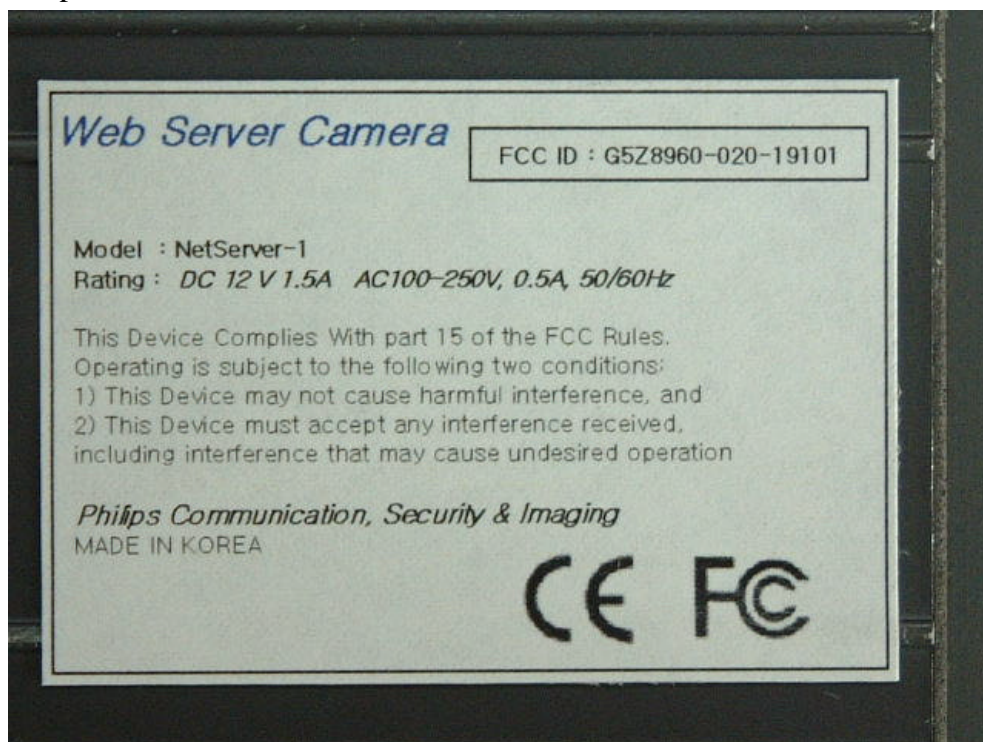 Web Server Camera
FCC ID : G5Z8960-020-19101
Model : NetServer-1
Rating : DC 12 V 1.5A AC100-250V, 0.5A, 50/60Hz
This Device Complies With part 15 of the FCC Rules.
Operating is subject to the following two conditions:
1) This Device may not cause harmful interference, and
2) This Device must accept any interference received,
including interference that may cause undesired operation
Philips Communication, Security & Imaging
MADE IN KOREA
CE FC